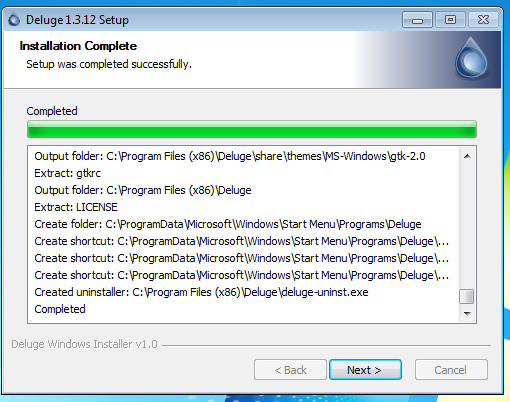 Deluge 1.3.12 Setup
Installation Complete
Setup was completed successfully.
Completed
Output folder: C:\Program Files (x86)\Deluge\share\themes\MS-Windows\gtk-2.0
Extract: gtkrc
Output folder: C:\Program Files (x86)\Deluge
Extract: LICENSE
Create folder: C:\ProgramData\Microsoft\Windows\Start Menu\Programs\Deluge
Create shortcut: C:\ProgramData\Microsoft\Windows\Start Menu\Programs\Deluge\...
Create shortcut: C:\ProgramData\Microsoft\Windows\Start Menu\Programs\Deluge\...
Create shortcut: C:\ProgramData\Microsoft\Windows\Start Menu\Programs\Deluge\...
Created uninstaller: C:\Program Files (x86)\Deluge\deluge-uninst.exe
Completed
Deluge Windows Installer v1.0
< Back Next > Cancel